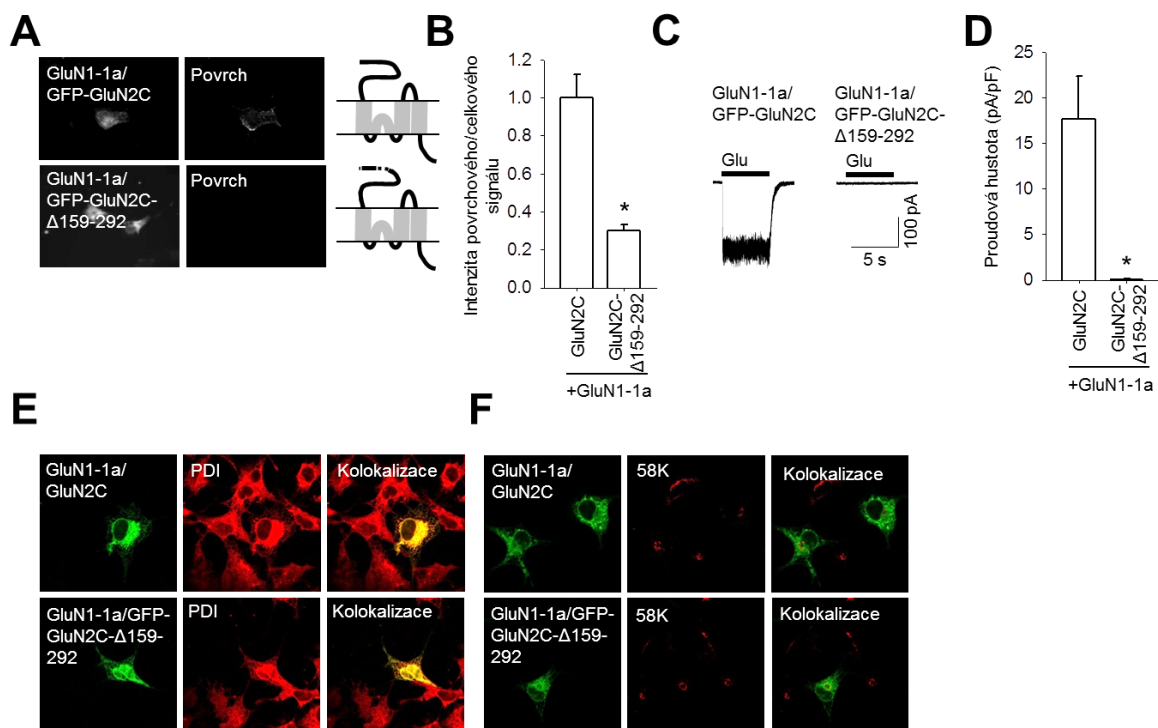 A
GluN1-1a/
GFP-GluN2C
Povrch
GluN1-1a/
GFP-GluN2C-
Δ159-292
Povrch
B
Intenzita povrchového/celkového
signálu
1.2
1.0
0.8
0.6
0.4
0.2
0.0
*
GluN2C
GluN2C-
Δ159-292
+GluN1-1a
C
GluN1-1a/
GFP-GluN2C
GluN1-1a/
GFP-GluN2C-
Δ159-292
Glu
Glu
100 pA
5 s
D
Proudová hustota (pA/pF)
25
20
15
10
5
0
*
GluN2C
GluN2C-
Δ159-292
+GluN1-1a
E
GluN1-1a/
GluN2C
PDI
Kolokalizace
GluN1-1a/GFP-
GluN2C-Δ159-
292
PDI
Kolokalizace
F
GluN1-1a/
GluN2C
58K
Kolokalizace
GluN1-1a/GFP-
GluN2C-Δ159-
292
58K
Kolokalizace